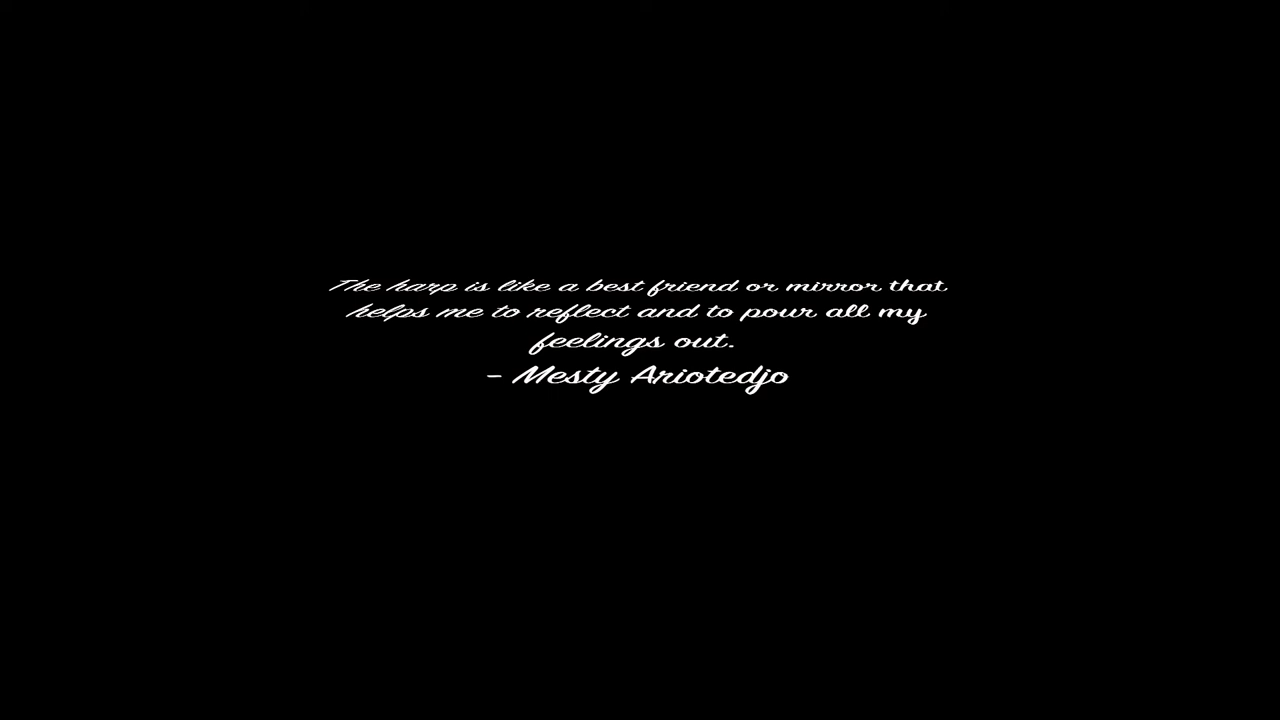 The harp is like a best friend or mirror that
helps me to reflect and to pour all my
feelings out.
- Mesty Ariotedjo